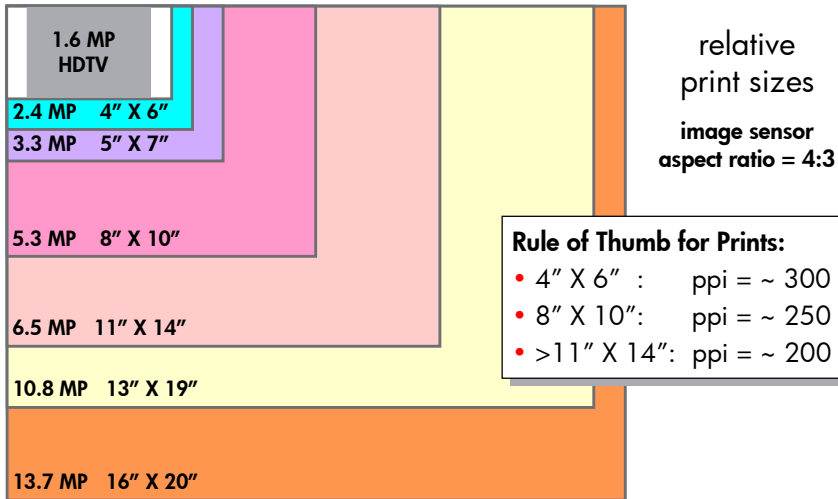 1.6 MP
HDTV
2.4 MP 4” X 6”
3.3 MP 5” X 7”
5.3 MP 8” X 10”
6.5 MP 11” X 14”
10.8 MP 13” X 19”
13.7 MP 16” X 20”
relative
print sizes
image sensor
aspect ratio = 4:3
Rule of Thumb for Prints:
• 4” X 6” : ppi = ~ 300
• 8” X 10”: ppi = ~ 250
• >11” X 14”: ppi = ~ 200